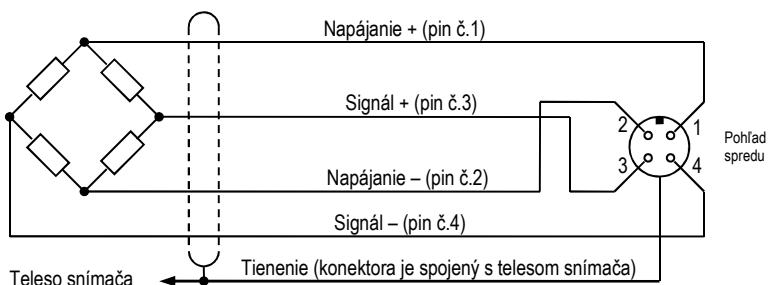 Napájanie + (pin č.1)
Signál + (pin č.3)
2 1
3 4
Pohľad
spredu
Napájanie – (pin č.2)
Signál – (pin č.4)
Tienenie (konektora je spojený s telesom snímača)
Teleso snímača